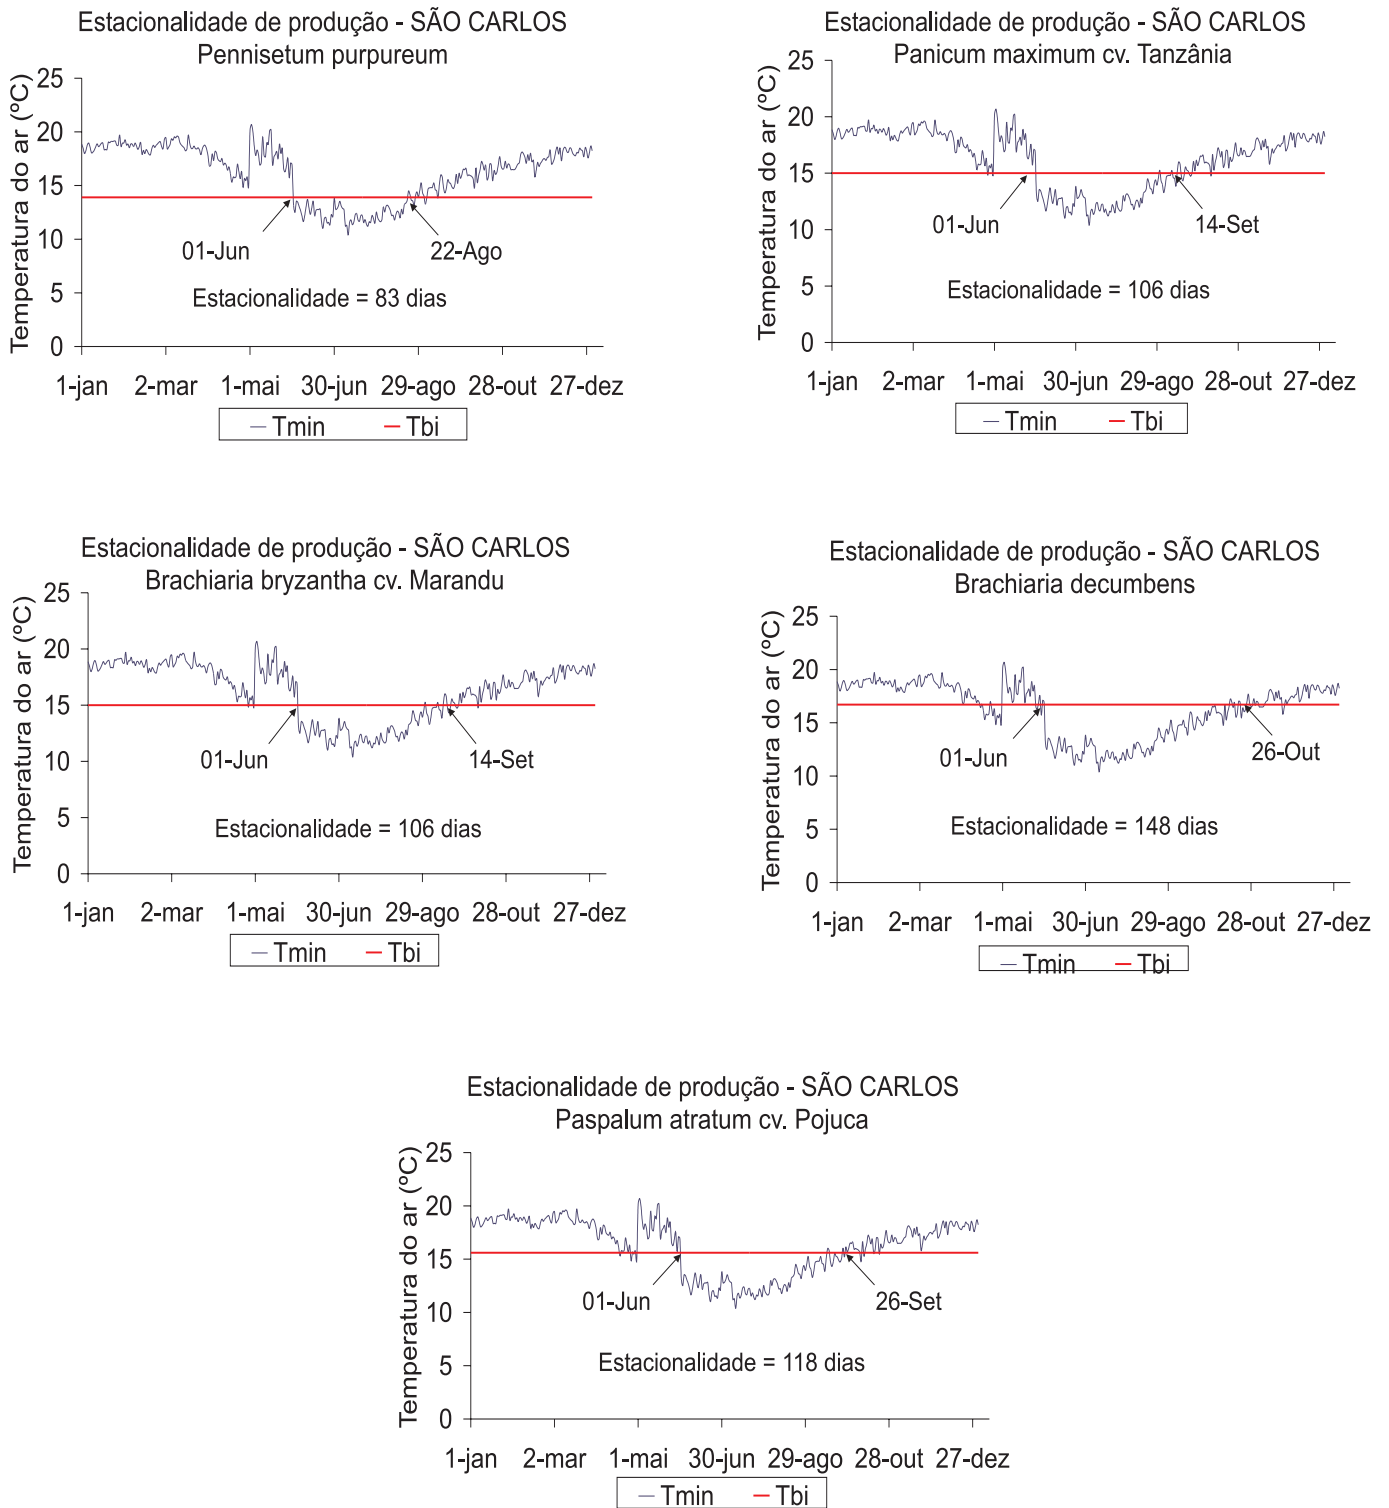 Estacionalidade de produção - SÃO CARLOS
Pennisetum purpureum
Temperatura do ar (ºC)
25
20
15
10
5
0
01-Jun
22-Ago
Estacionalidade = 83 dias
1-jan 2-mar 1-mai 30-jun 29-ago 28-out 27-dez
Tmin Tbi
Estacionalidade de produção - SÃO CARLOS
Panicum maximum cv. Tanzânia
Temperatura do ar (ºC)
25
20
15
10
5
0
01-Jun
14-Set
Estacionalidade = 106 dias
1-jan 2-mar 1-mai 30-jun 29-ago 28-out 27-dez
Tmin Tbi
Estacionalidade de produção - SÃO CARLOS
Brachiaria bryzantha cv. Marandu
Temperatura do ar (ºC)
25
20
15
10
5
0
01-Jun
14-Set
Estacionalidade = 106 dias
1-jan 2-mar 1-mai 30-jun 29-ago 28-out 27-dez
Tmin Tbi
Estacionalidade de produção - SÃO CARLOS
Brachiaria decumbens
Temperatura do ar (ºC)
25
20
15
10
5
0
01-Jun
26-Out
Estacionalidade = 148 dias
1-jan 2-mar 1-mai 30-jun 29-ago 28-out 27-dez
Tmin Tbi
Estacionalidade de produção - SÃO CARLOS
Paspalum atratum cv. Pojuca
Temperatura do ar (ºC)
25
20
15
10
5
0
01-Jun
26-Set
Estacionalidade = 118 dias
1-jan 2-mar 1-mai 30-jun 29-ago 28-out 27-dez
Tmin Tbi